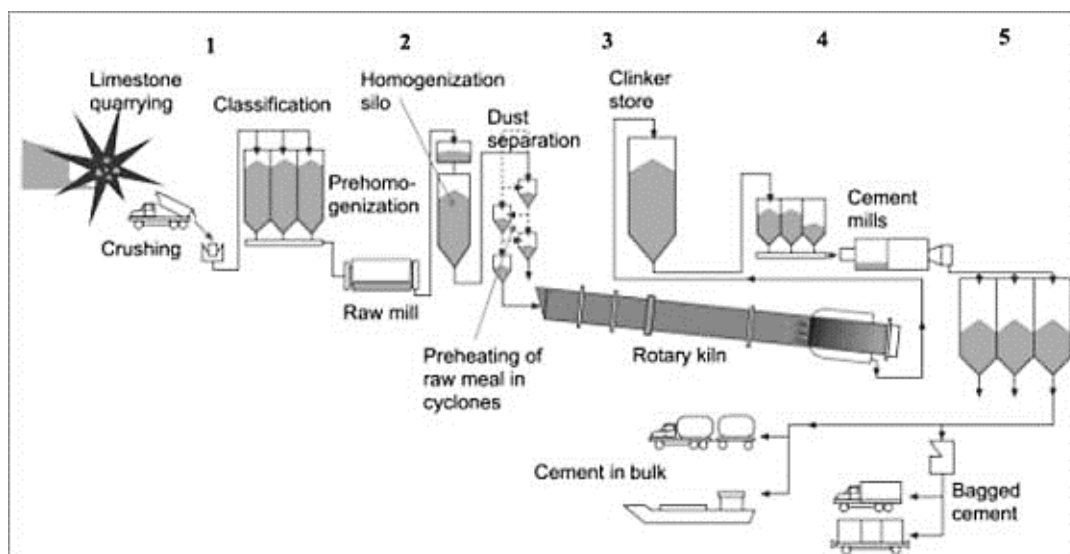 1
2
3
4
5
Limestone
quarrying
Classification
Homogenization
silo
Dust
separation
Clinker
store
Prehomo-
genization
Cement
mills
Crushing
Raw mill
Preheating of
raw meal in
cyclones
Rotary kiln
Cement in bulk
Bagged
cement